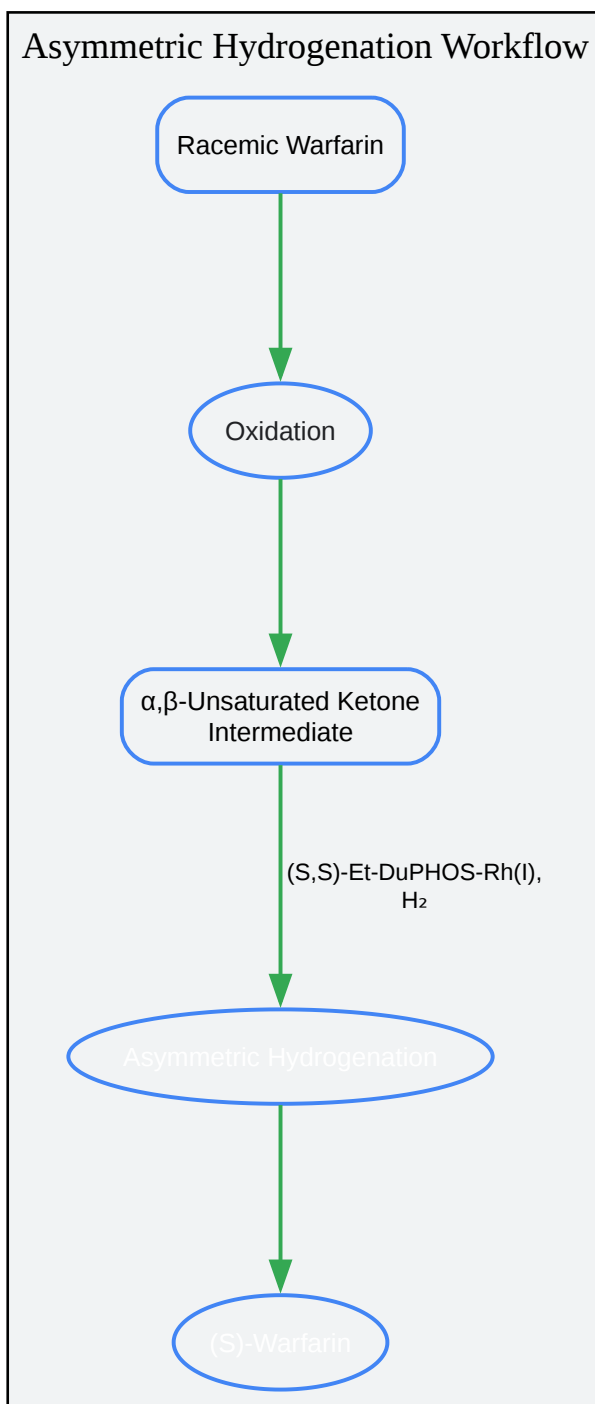 Asymmetric Hydrogenation Workflow
Racemic Warfarin
Oxidation
α,β-Unsaturated Ketone
Intermediate
(S,S)-Et-DuPHOS-Rh(I),
H₂
Asymmetric Hydrogenation
(S)-Warfarin